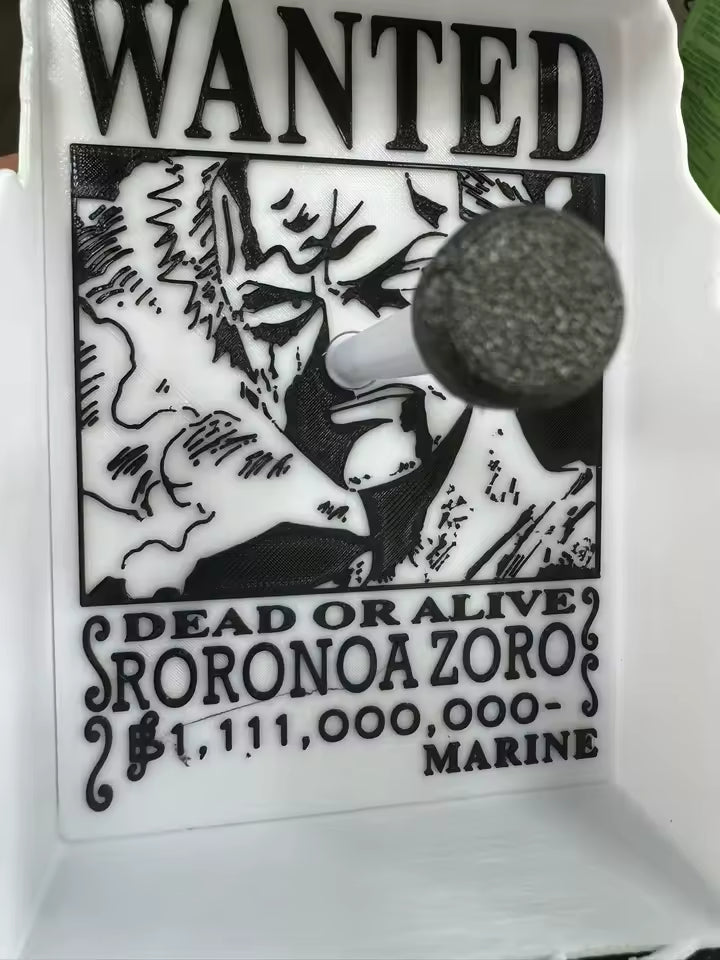 WANTED
DEAD OR ALIVE
RORONOA ZORO
฿1,111,000,000-
MARINE